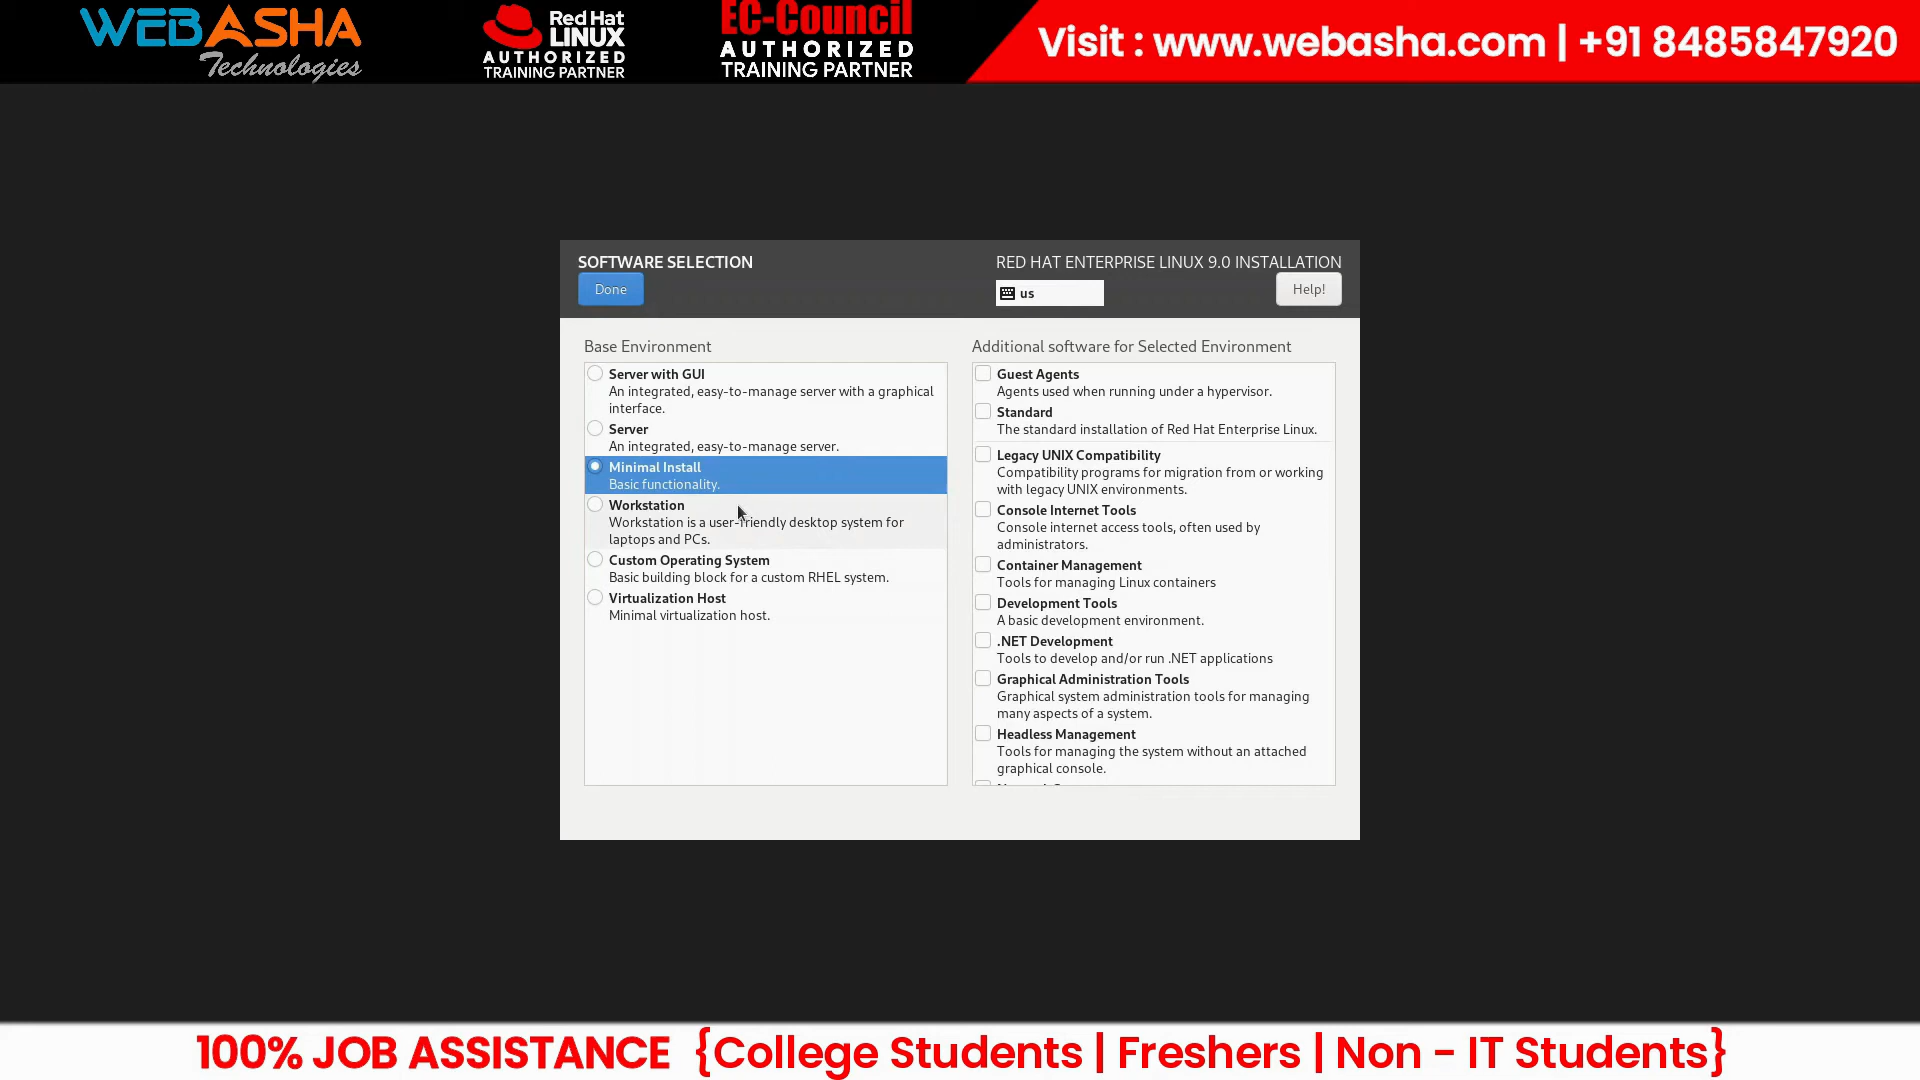 WEBASHA
Technologies
Red Hat
LINUX
AUTHORIZED
TRAINING PARTNER
EC-Council
AUTHORIZED
TRAINING PARTNER
Visit : www.webasha.com | +91 8485847920
SOFTWARE SELECTION
Done
RED HAT ENTERPRISE LINUX 9.0 INSTALLATION
us
Help!
Base Environment
Server with GUI
An integrated, easy-to-manage server with a graphical
interface.
Server
An integrated, easy-to-manage server.
Minimal Install
Basic functionality.
Workstation
Workstation is a user-friendly desktop system for
laptops and PCs.
Custom Operating System
Basic building block for a custom RHEL system.
Virtualization Host
Minimal virtualization host.
Additional software for Selected Environment
Guest Agents
Agents used when running under a hypervisor.
Standard
The standard installation of Red Hat Enterprise Linux.
Legacy UNIX Compatibility
Compatibility programs for migration from or working
with legacy UNIX environments.
Console Internet Tools
Console internet access tools, often used by
administrators.
Container Management
Tools for managing Linux containers
Development Tools
A basic development environment.
.NET Development
Tools to develop and/or run .NET applications
Graphical Administration Tools
Graphical system administration tools for managing
many aspects of a system.
Headless Management
Tools for managing the system without an attached
graphical console.
100% JOB ASSISTANCE {College Students | Freshers | Non - IT Students}